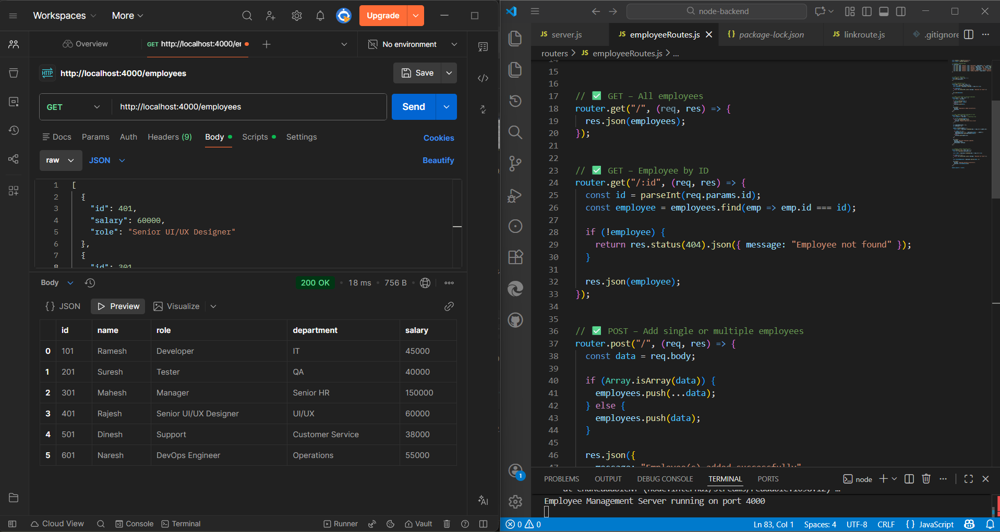 Workspaces More Upgrade
Overview GET http://localhost:4000/er No environment
HTTP http://localhost:4000/employees Save
GET http://localhost:4000/employees Send
Docs Params Auth Headers (9) Body Scripts Settings Cookies
raw JSON Beautify
1 [
2 {
3 "id": 401,
4 "salary": 60000,
5 "role": "Senior UI/UX Designer"
6 },
7 {
8 "id": 301
Body 200 OK • 18 ms • 756 B •
{} JSON Preview Visualize
id name role department salary
0 101 Ramesh Developer IT 45000
1 201 Suresh Tester QA 40000
2 301 Mahesh Manager Senior HR 150000
3 401 Rajesh Senior UI/UX Designer UI/UX 60000
4 501 Dinesh Support Customer Service 38000
5 601 Naresh DevOps Engineer Operations 55000
AI
Cloud View Console Terminal Runner Vault
node-backend
JS server.js JS employeeRoutes.js {} package-lock.json JS linkroute.js .gitignore
routers > JS employeeRoutes.js > ...
14
15
16
17 // ✅ GET – All employees
18 router.get("/", (req, res) => {
19 res.json(employees);
20 });
21
22
23 // ✅ GET – Employee by ID
24 router.get("/:id", (req, res) => {
25 const id = parseInt(req.params.id);
26 const employee = employees.find(emp => emp.id === id);
27
28 if (!employee) {
29 return res.status(404).json({ message: "Employee not found" });
30 }
31
32 res.json(employee);
33 });
34
35
36 // ✅ POST – Add single or multiple employees
37 router.post("/", (req, res) => {
38 const data = req.body;
39
40 if (Array.isArray(data)) {
41 employees.push(...data);
42 } else {
43 employees.push(data);
44 }
45
46 res.json({
47 message: "Employee(s) added successfully"
1
PROBLEMS OUTPUT DEBUG CONSOLE TERMINAL PORTS node
Employee Management Server running on port 4000
0 0 Ln 83, Col 1 Spaces: 4 UTF-8 CRLF {} JavaScript